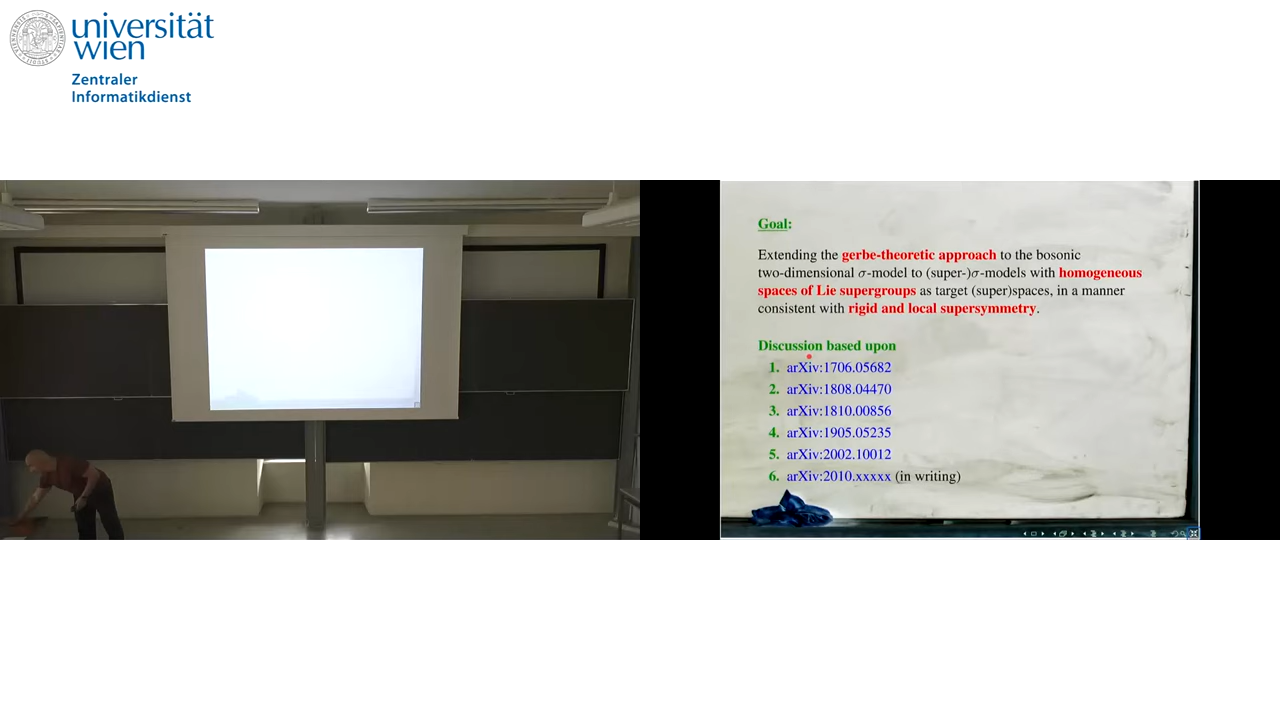 universität
wien
Zentraler
Informatikdienst
Goal:
Extending the gerbe-theoretic approach to the bosonic
two-dimensional σ-model to (super-)σ-models with homogeneous
spaces of Lie supergroups as target (super)spaces, in a manner
consistent with rigid and local supersymmetry.
Discussion based upon
1. arXiv:1706.05682
2. arXiv:1808.04470
3. arXiv:1810.00856
4. arXiv:1905.05235
5. arXiv:2002.10012
6. arXiv:2010.xxxxx (in writing)